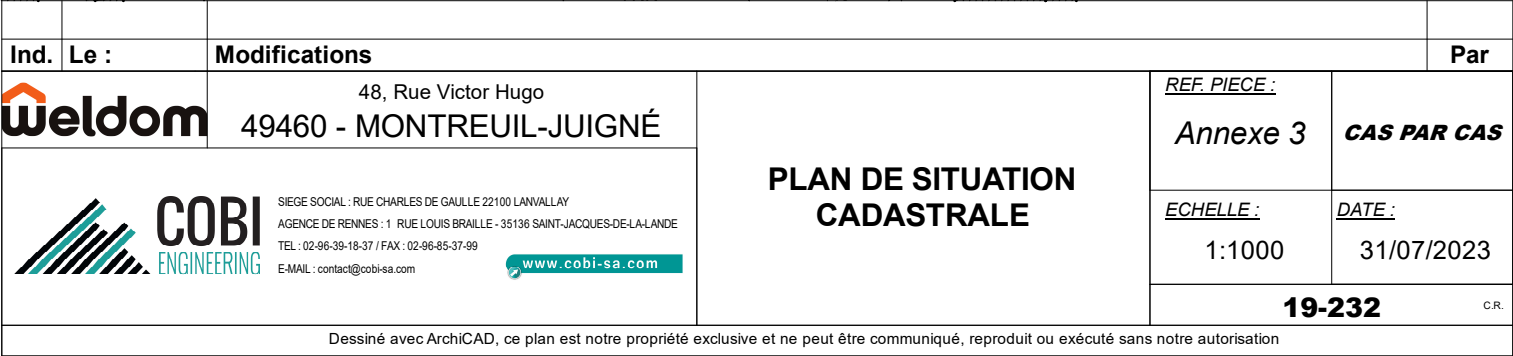 Ind. Le : Modifications Par
weldom
48, Rue Victor Hugo
49460 - MONTREUIL-JUIGNÉ
COBI
ENGINEERING
SIEGE SOCIAL : RUE CHARLES DE GAULLE 22100 LANVALLAY
AGENCE DE RENNES : 1 RUE LOUIS BRAILLE - 35136 SAINT-JACQUES-DE-LA-LANDE
TEL : 02-96-39-18-37 / FAX : 02-96-85-37-99
E-MAIL : contact@cobi-sa.com
www.cobi-sa.com
PLAN DE SITUATION
CADASTRALE
REF. PIECE :
Annexe 3
CAS PAR CAS
ECHELLE :
1:1000
DATE :
31/07/2023
19-232
C.R.
Dessiné avec ArchiCAD, ce plan est notre propriété exclusive et ne peut être communiqué, reproduit ou exécuté sans notre autorisation